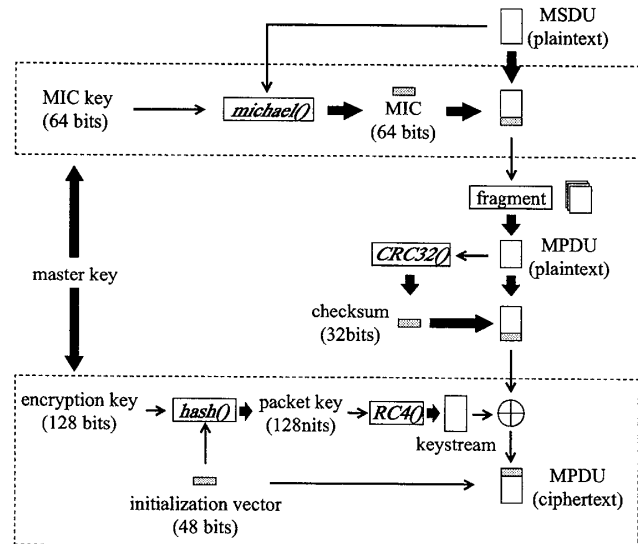 MSDU
(plaintext)
MIC key
(64 bits)
michael()
MIC
(64 bits)
fragment
MPDU
(plaintext)
CRC32()
master key
checksum
(32bits)
encryption key
(128 bits)
hash()
packet key
(128nits)
RC4()
keystream
initialization vector
(48 bits)
MPDU
(ciphertext)